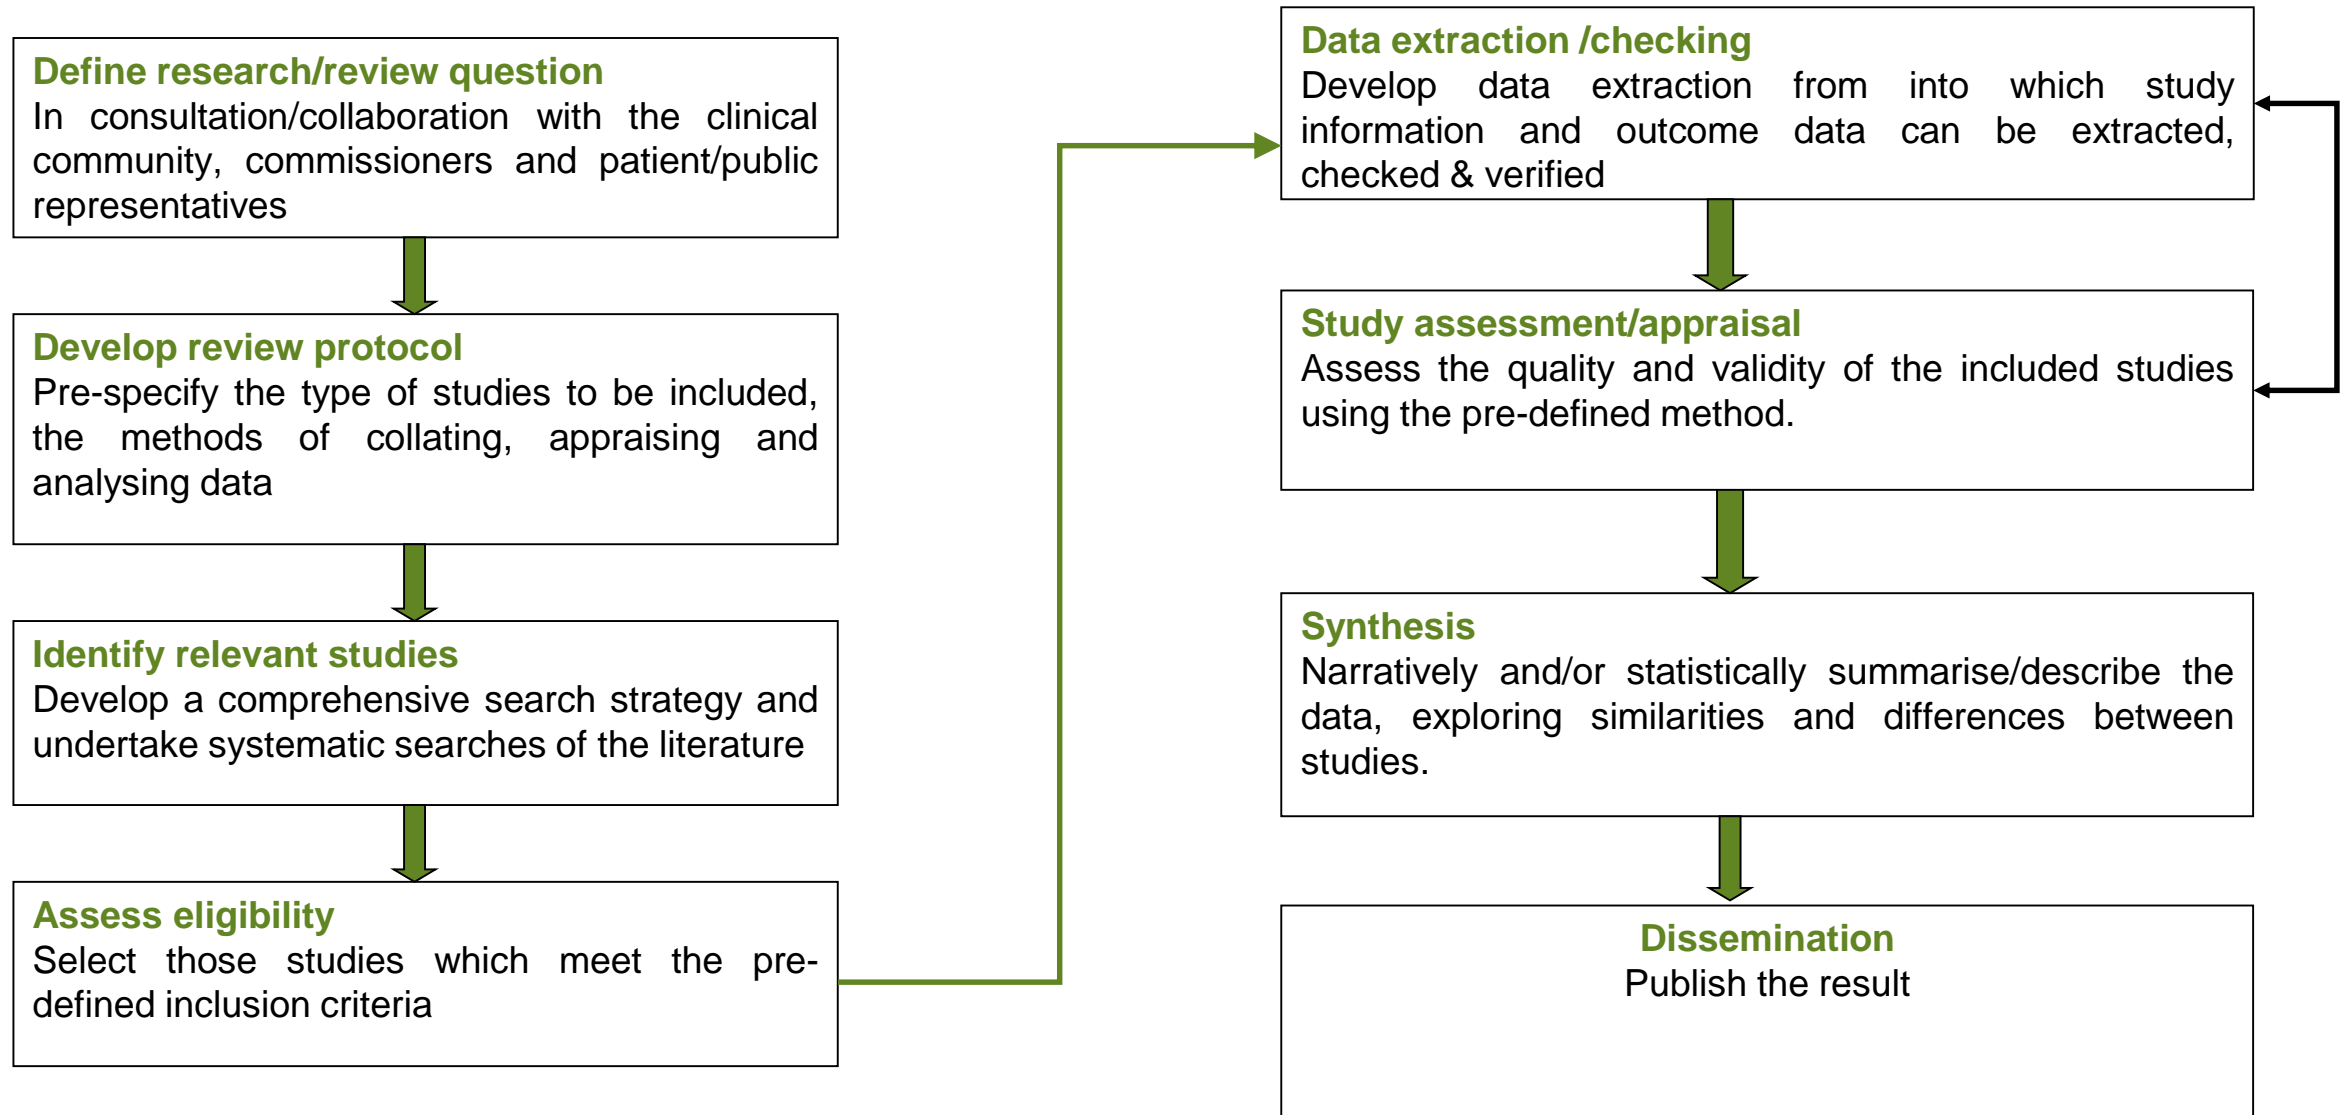 Define research/review question
In consultation/collaboration with the clinical
community, commissioners and patient/public
representatives
Develop review protocol
Pre-specify the type of studies to be included,
the methods of collating, appraising and
analysing data
Identify relevant studies
Develop a comprehensive search strategy and
undertake systematic searches of the literature
Assess eligibility
Select those studies which meet the pre-
defined inclusion criteria
Data extraction /checking
Develop data extraction from into which study
information and outcome data can be extracted,
checked & verified
Study assessment/appraisal
Assess the quality and validity of the included studies
using the pre-defined method.
Synthesis
Narratively and/or statistically summarise/describe the
data, exploring similarities and differences between
studies.
Dissemination
Publish the result